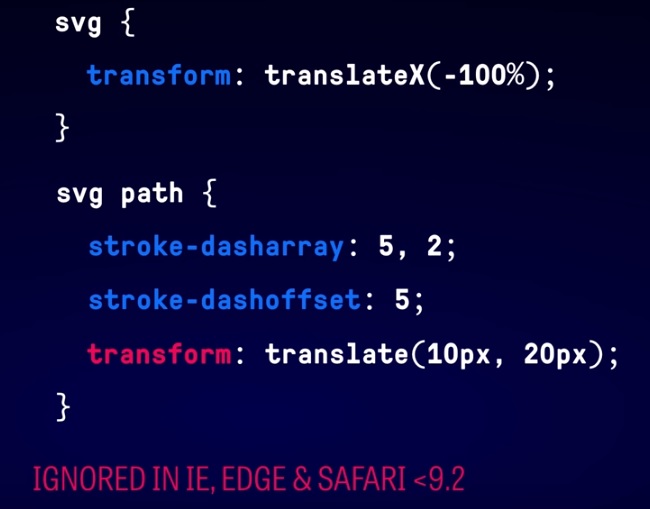 svg {
transform: translateX(-100%);
}
svg path {
stroke-dasharray: 5, 2;
stroke-dashoffset: 5;
transform: translate(10px, 20px);
}
IGNORED IN IE, EDGE & SAFARI <9.2